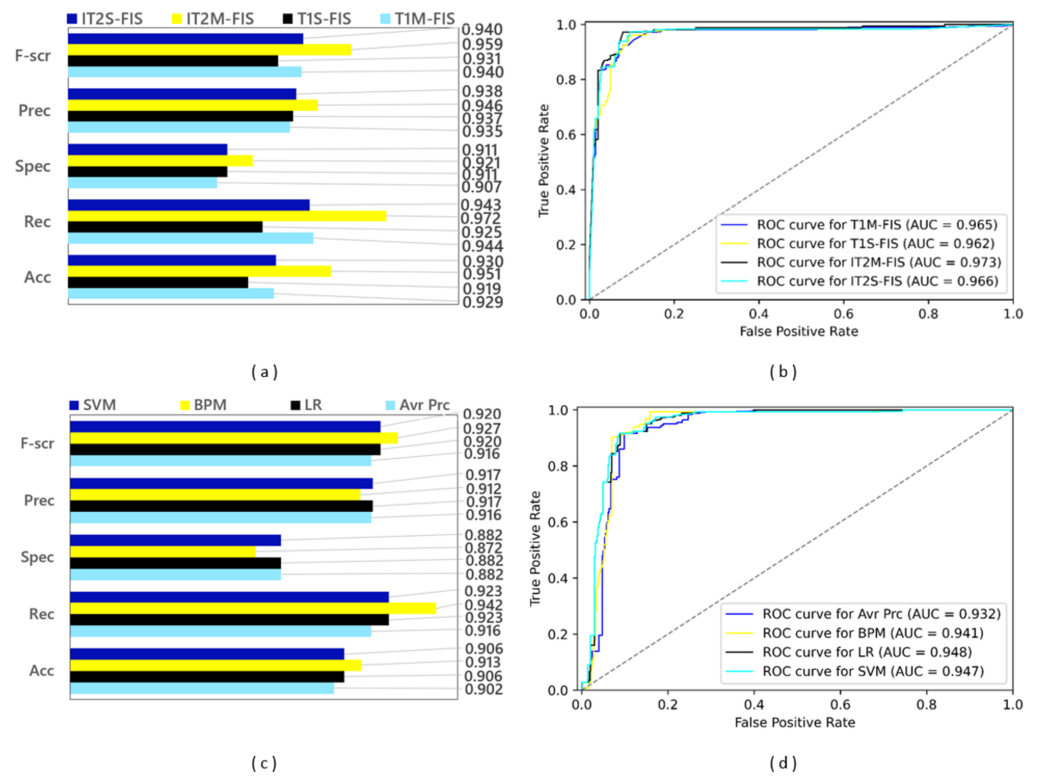 IT2S-FIS IT2M-FIS T1S-FIS T1M-FIS
F-scr
0.940
0.959
0.931
0.940
Prec
0.938
0.946
0.937
0.935
Spec
0.911
0.921
0.911
0.907
Rec
0.943
0.972
0.925
0.944
Acc
0.930
0.951
0.919
0.929
( a )
True Positive Rate
1.0
0.8
0.6
0.4
0.2
0.0
ROC curve for T1M-FIS (AUC = 0.965)
ROC curve for T1S-FIS (AUC = 0.962)
ROC curve for IT2M-FIS (AUC = 0.973)
ROC curve for IT2S-FIS (AUC = 0.966)
0.0 0.2 0.4 0.6 0.8 1.0
False Positive Rate
( b )
SVM BPM LR Avr Prc
F-scr
0.920
0.927
0.920
0.916
Prec
0.917
0.912
0.917
0.916
Spec
0.882
0.872
0.882
0.882
Rec
0.923
0.942
0.923
0.916
Acc
0.906
0.913
0.906
0.902
( c )
True Positive Rate
1.0
0.8
0.6
0.4
0.2
0.0
ROC curve for Avr Prc (AUC = 0.932)
ROC curve for BPM (AUC = 0.941)
ROC curve for LR (AUC = 0.948)
ROC curve for SVM (AUC = 0.947)
0.0 0.2 0.4 0.6 0.8 1.0
False Positive Rate
( d )